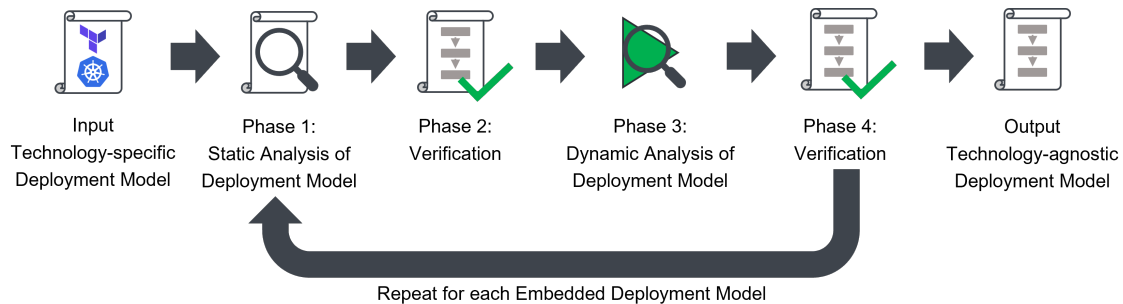 Input
Technology-specific
Deployment Model
Phase 1:
Static Analysis of
Deployment Model
Phase 2:
Verification
Phase 3:
Dynamic Analysis of
Deployment Model
Phase 4:
Verification
Output
Technology-agnostic
Deployment Model
Repeat for each Embedded Deployment Model